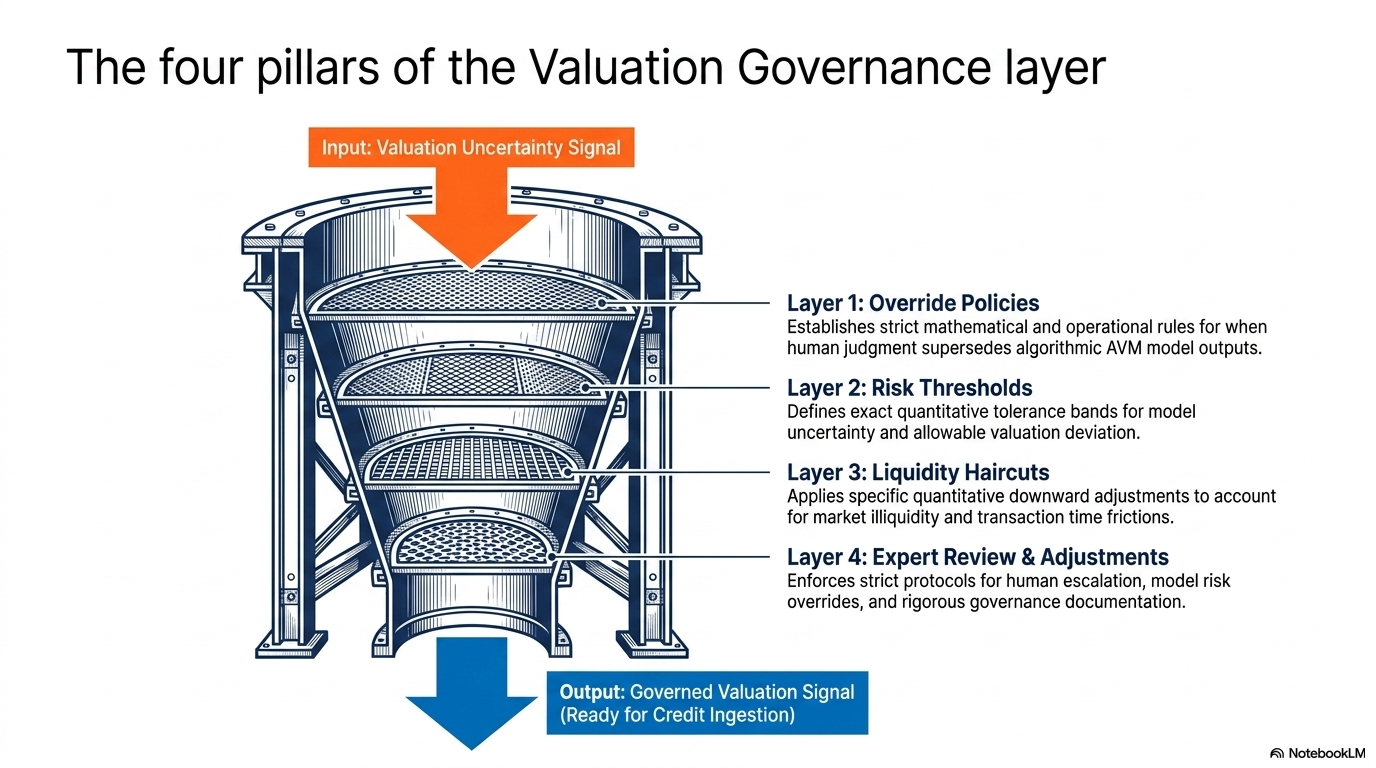 The four pillars of the Valuation Governance layer
Input: Valuation Uncertainty Signal
Layer 1: Override Policies
Establishes strict mathematical and operational rules for when
human judgment supersedes algorithmic AVM model outputs.
Layer 2: Risk Thresholds
Defines exact quantitative tolerance bands for model
uncertainty and allowable valuation deviation.
Layer 3: Liquidity Haircuts
Applies specific quantitative downward adjustments to account
for market illiquidity and transaction time frictions.
Layer 4: Expert Review & Adjustments
Enforces strict protocols for human escalation, model risk
overrides, and rigorous governance documentation.
Output: Governed Valuation Signal
(Ready for Credit Ingestion)
NotebookLM